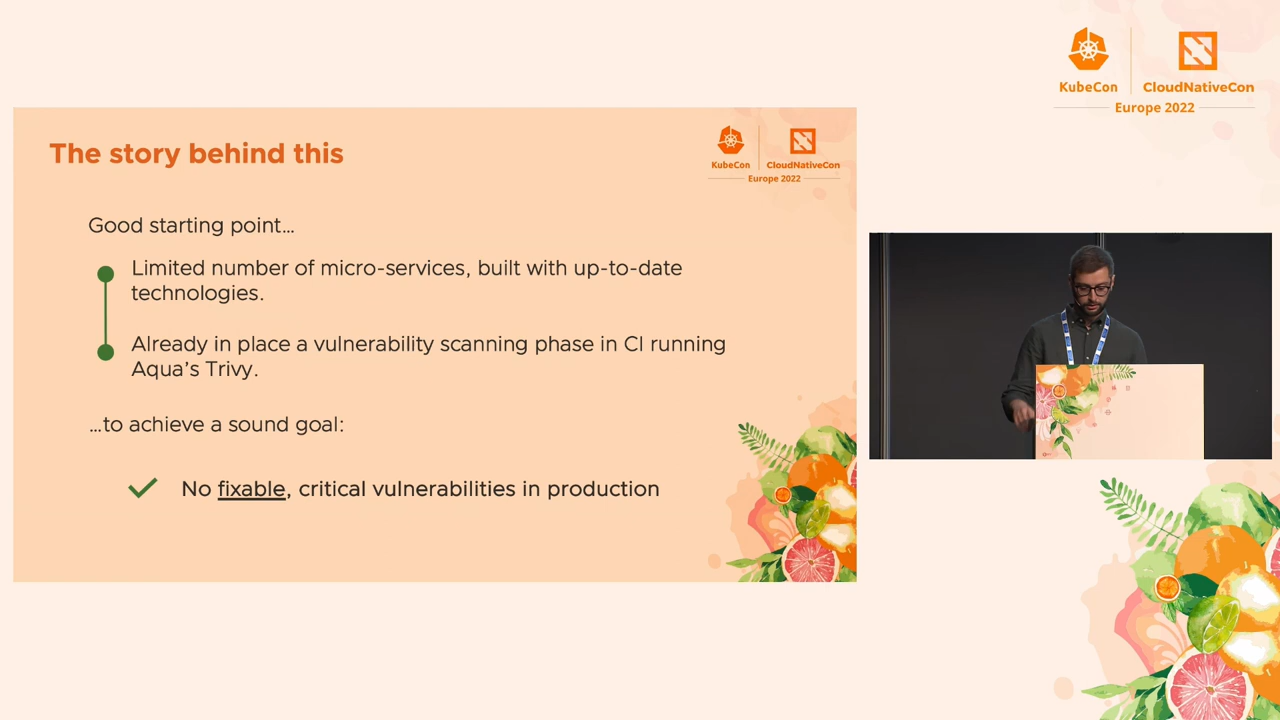 KubeCon
CloudNativeCon
Europe 2022
The story behind this
KubeCon
CloudNativeCon
Europe 2022
Good starting point...
Limited number of micro-services, built with up-to-date
technologies.
Already in place a vulnerability scanning phase in CI running
Aqua's Trivy.
...to achieve a sound goal:
No fixable, critical vulnerabilities in production